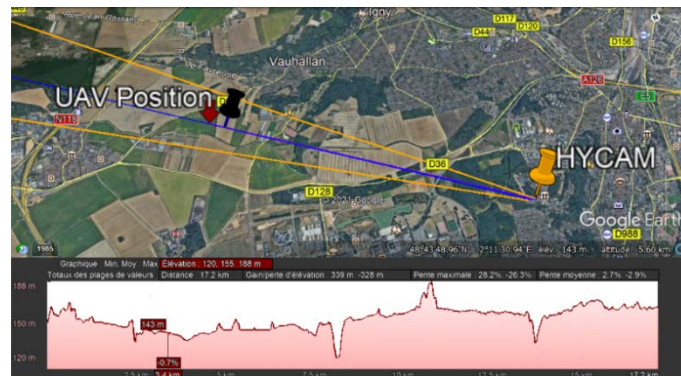 Igny
D117
D444
D120
D156
Vauhallan
A126
UAV Position
E5
N118
HYCAM
D36
D128
© 2021 Google
Google Earth
D988
1985
48°43'48.96"N 2°11'30.94"E élév. 143 m altitude 5.60 km
Graphique : Min, Moy, Max Élévation : 120, 155, 188 m
Totaux des plages de valeurs Distance : 17.2 km Gain/perte d'élévation : 339 m, -328 m Pente maximale : 28.2%, -26.3% Pente moyenne : 2.7%, -2.9%
188 m
143 m
150 m
-0.7%
120 m
2.5 km 3.4 km 5 km 7.5 km 10 km 12.5 km 15 km 17.2 km